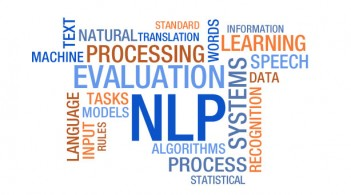 STANDARD
INFORMATION
TEXT
NATURAL
TRANSLATION
WORDS
LEARNING
MACHINE
PROCESSING
EVALUATION
SYSTEMS
SPEECH
DATA
LANGUAGE
TASKS
MODELS
NLP
RECOGNITION
INPUT
RULES
ALGORITHMS
PROCESS
STATISTICAL